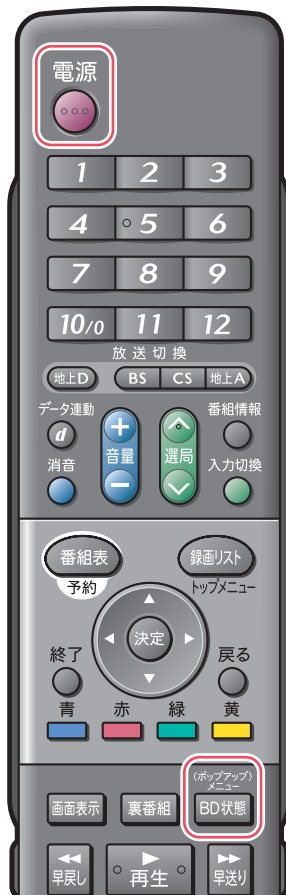 電源
1 2 3
4 5 6
7 8 9
10/0 11 12
放送切換
地上D BS CS 地上A
データ連動 番組情報
d 音量 選局
消音 入力切換
番組表 録画リスト
予約 トップメニュー
決定
終了 戻る
青 赤 緑 黄
(ポップアップ)
メニュー
画面表示 裏番組 BD状態
早戻し 再生 早送り